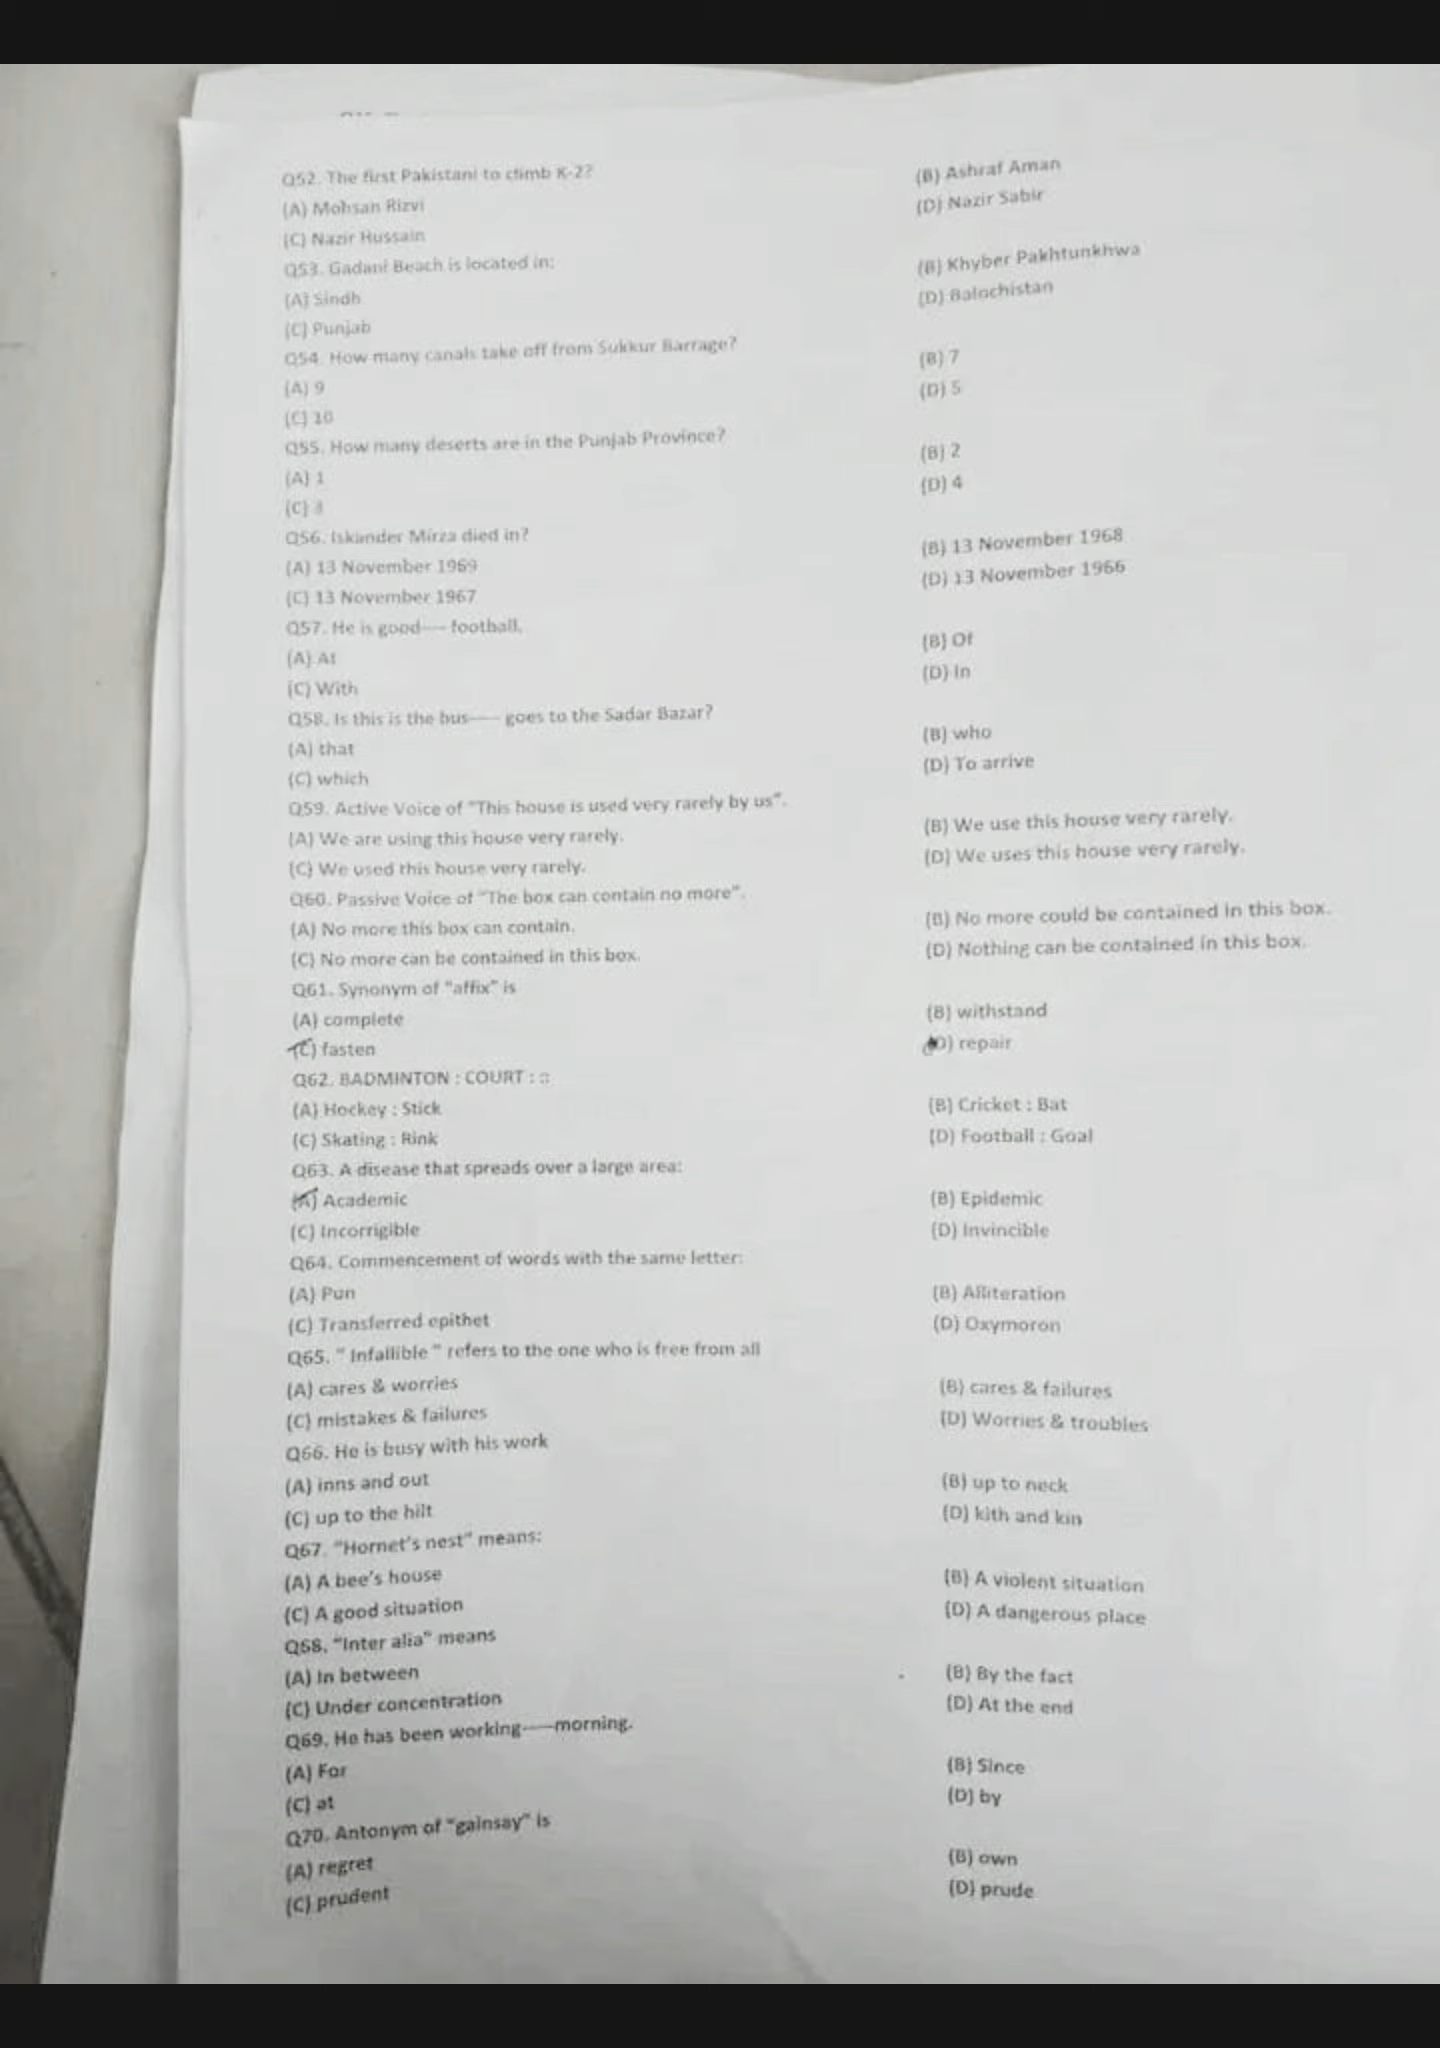 Q52. The first Pakistani to climb K-2?
(A) Mohsan Rizvi (B) Ashraf Aman
(C) Nazir Hussain (D) Nazir Sabir
Q53. Gadani Beach is located in:
(A) Sindh (B) Khyber Pakhtunkhwa
(C) Punjab (D) Balochistan
Q54. How many canals take off from Sukkur Barrage?
(A) 9 (B) 7
(C) 10 (D) 5
Q55. How many deserts are in the Punjab Province?
(A) 1 (B) 2
(C) 3 (D) 4
Q56. Iskander Mirza died in?
(A) 13 November 1969 (B) 13 November 1968
(C) 13 November 1967 (D) 13 November 1966
Q57. He is good---- football.
(A) At (B) Of
(C) With (D) In
Q58. Is this is the bus----- goes to the Sadar Bazar?
(A) that (B) who
(C) which (D) To arrive
Q59. Active Voice of "This house is used very rarely by us".
(A) We are using this house very rarely. (B) We use this house very rarely.
(C) We used this house very rarely. (D) We uses this house very rarely.
Q60. Passive Voice of "The box can contain no more".
(A) No more this box can contain. (B) No more could be contained in this box.
(C) No more can be contained in this box. (D) Nothing can be contained in this box.
Q61. Synonym of "affix" is
(A) complete (B) withstand
(C) fasten (D) repair
Q62. BADMINTON : COURT : ::
(A) Hockey : Stick (B) Cricket : Bat
(C) Skating : Rink (D) Football : Goal
Q63. A disease that spreads over a large area:
(A) Academic (B) Epidemic
(C) Incorrigible (D) Invincible
Q64. Commencement of words with the same letter:
(A) Pun (B) Alliteration
(C) Transferred epithet (D) Oxymoron
Q65. " Infallible " refers to the one who is free from all
(A) cares & worries (B) cares & failures
(C) mistakes & failures (D) Worries & troubles
Q66. He is busy with his work
(A) inns and out (B) up to neck
(C) up to the hilt (D) kith and kin
Q67. "Hornet's nest" means:
(A) A bee's house (B) A violent situation
(C) A good situation (D) A dangerous place
Q68. "Inter alia" means
(A) In between (B) By the fact
(C) Under concentration (D) At the end
Q69. He has been working-----morning.
(A) For (B) Since
(C) at (D) by
Q70. Antonym of "gainsay" is
(A) regret (B) own
(C) prudent (D) prude